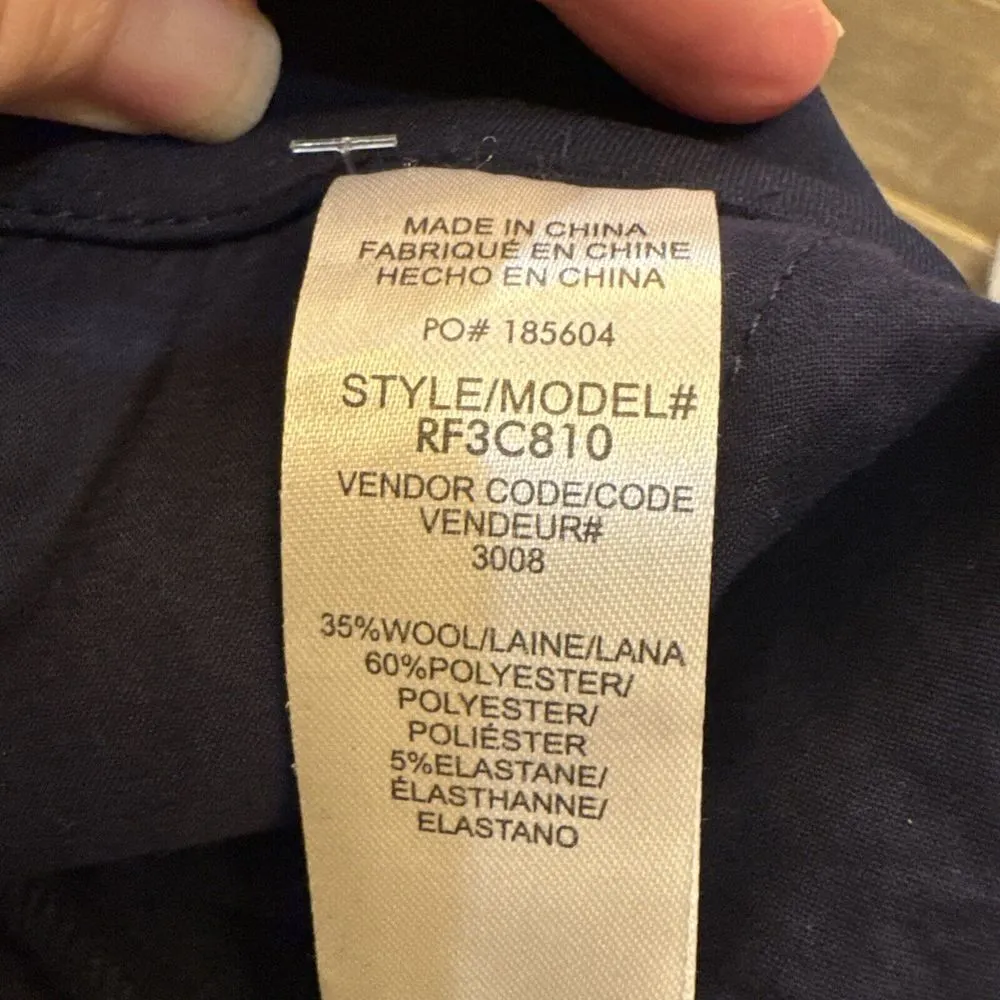 MADE IN CHINA
FABRIQUÉ EN CHINE
HECHO EN CHINA
PO# 185604
STYLE/MODEL#
RF3C810
VENDOR CODE/CODE
VENDEUR#
3008
35%WOOL/LAINE/LANA
60%POLYESTER/
POLYESTER/
POLIÉSTER
5%ELASTANE/
ÉLASTHANNE/
ELASTANO